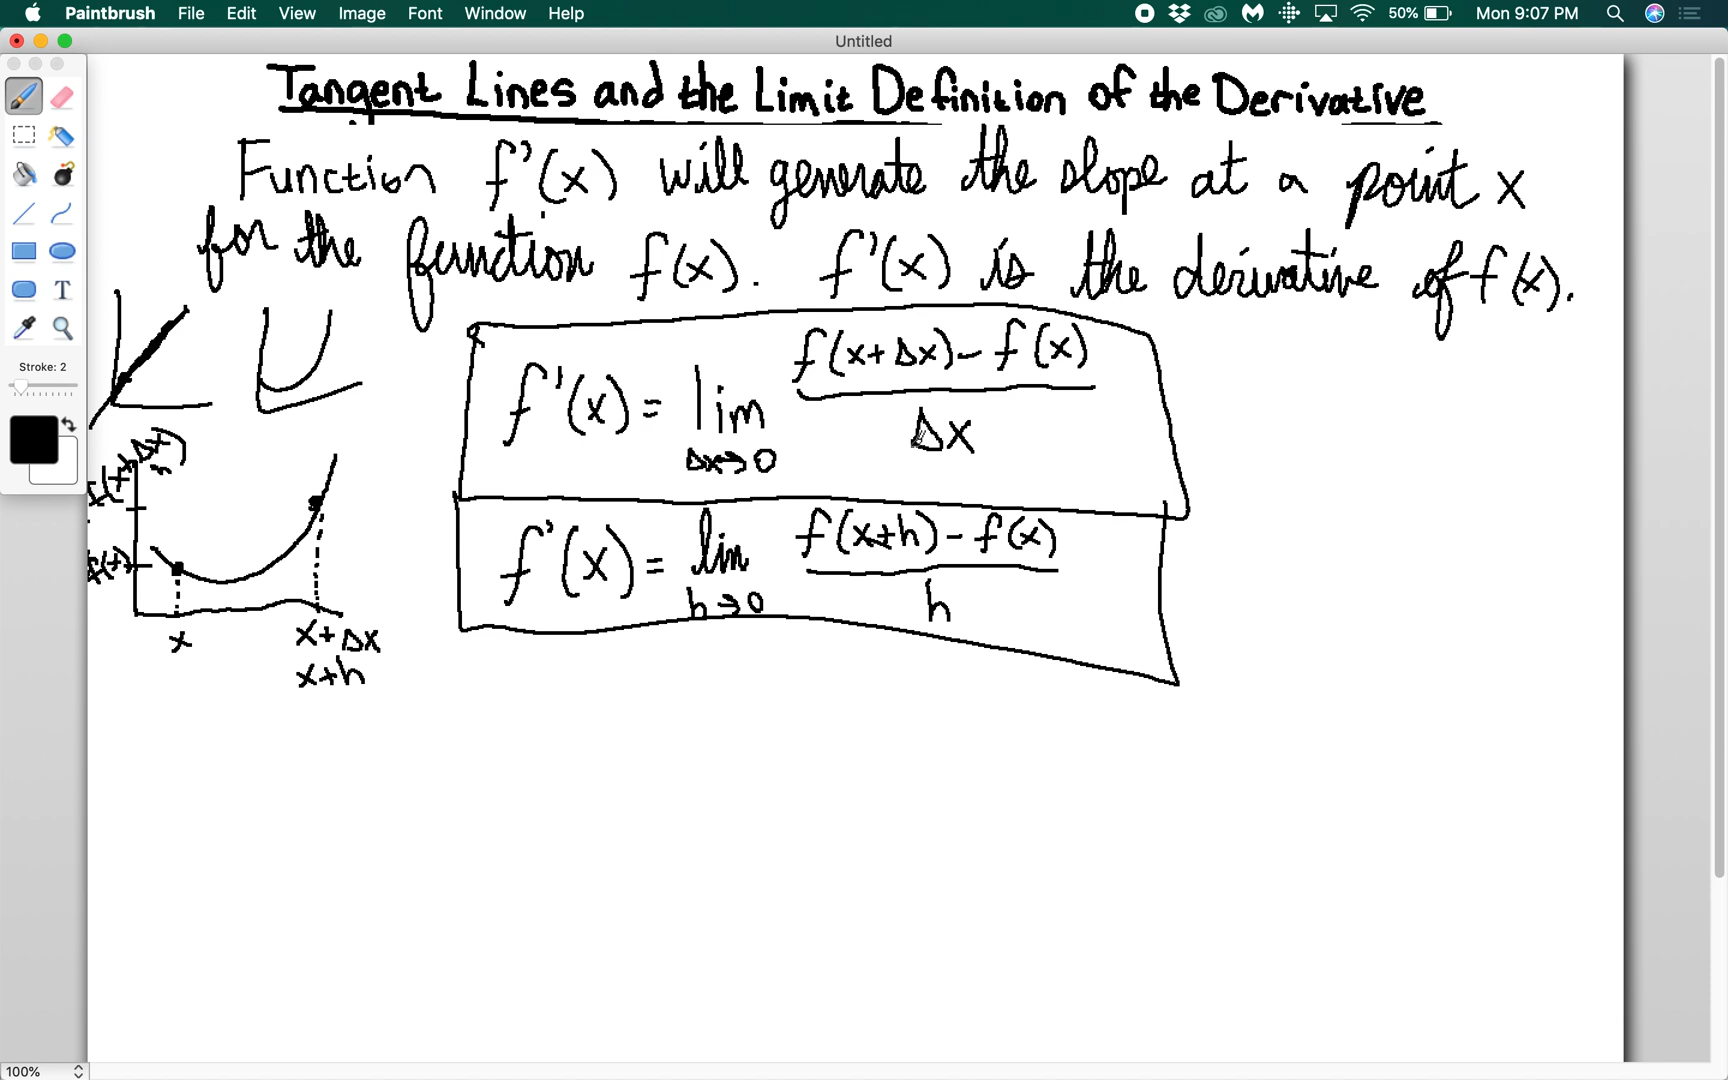 Paintbrush File Edit View Image Font Window Help 50% Mon 9:07 PM
Untitled
Tangent Lines and the Limit Definition of the Derivative
Function f'(x) will generate the slope at a point x
for the function f(x). f'(x) is the derivative of f(x).
T
Stroke: 2
f'(x) = lim Δx→0 f(x+Δx) - f(x) / Δx
f'(x) = lim h→0 f(x+h) - f(x) / h
x
x+Δx
x+h
100%